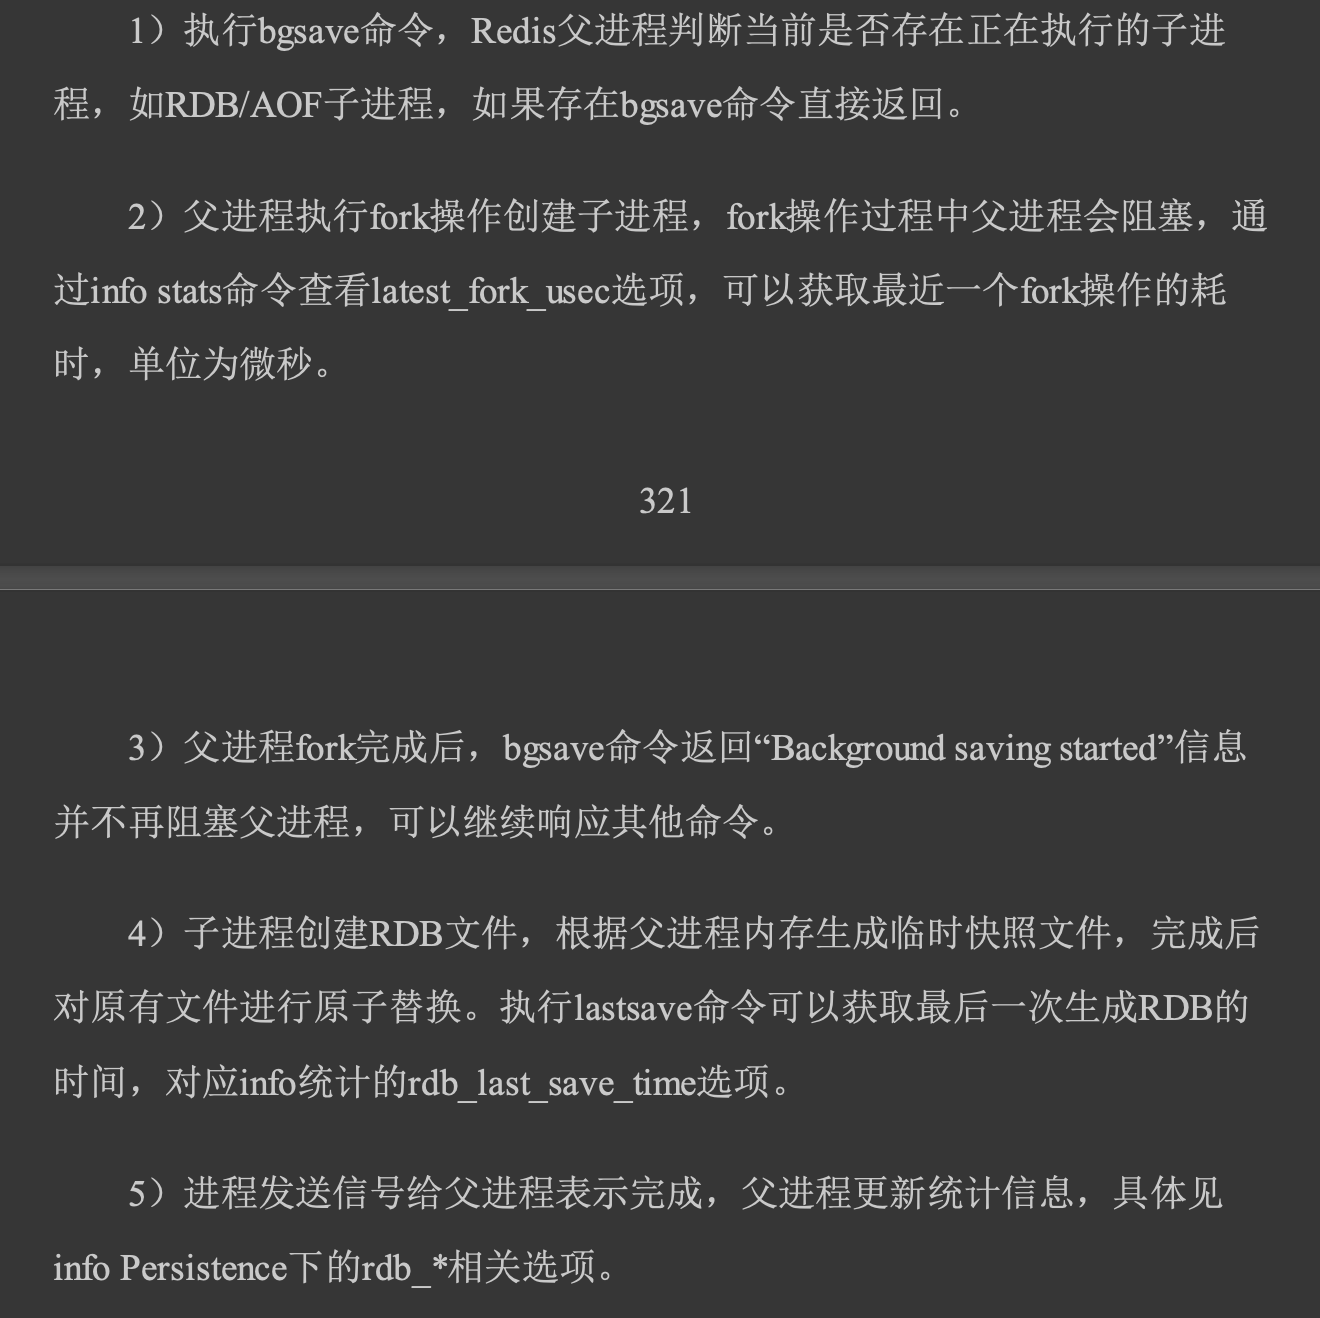 1）执行bgsave命令，Redis父进程判断当前是否存在正在执行的子进
程，如RDB/AOF子进程，如果存在bgsave命令直接返回。
2）父进程执行fork操作创建子进程，fork操作过程中父进程会阻塞，通
过info stats命令查看latest_fork_usec选项，可以获取最近一个fork操作的耗
时，单位为微秒。
321
3）父进程fork完成后，bgsave命令返回“Background saving started”信息
并不再阻塞父进程，可以继续响应其他命令。
4）子进程创建RDB文件，根据父进程内存生成临时快照文件，完成后
对原有文件进行原子替换。执行lastsave命令可以获取最后一次生成RDB的
时间，对应info统计的rdb_last_save_time选项。
5）进程发送信号给父进程表示完成，父进程更新统计信息，具体见
info Persistence下的rdb_*相关选项。